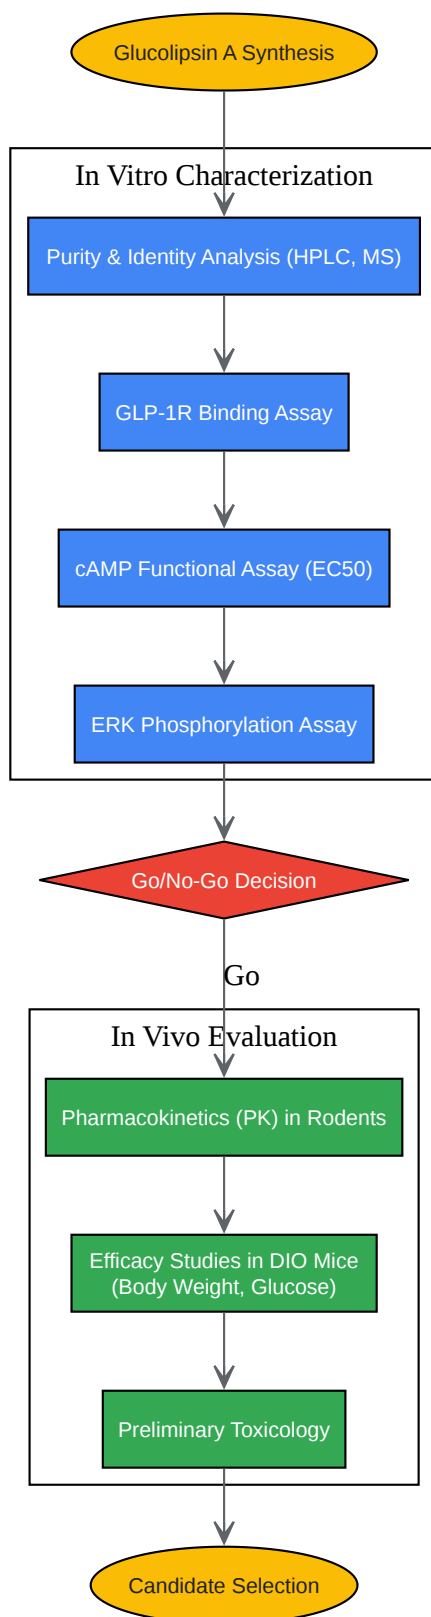 Glucolipsin A Synthesis
In Vitro Characterization
Purity & Identity Analysis (HPLC, MS)
GLP-1R Binding Assay
cAMP Functional Assay (EC50)
ERK Phosphorylation Assay
Go/No-Go Decision
Go
In Vivo Evaluation
Pharmacokinetics (PK) in Rodents
Efficacy Studies in DIO Mice
(Body Weight, Glucose)
Preliminary Toxicology
Candidate Selection